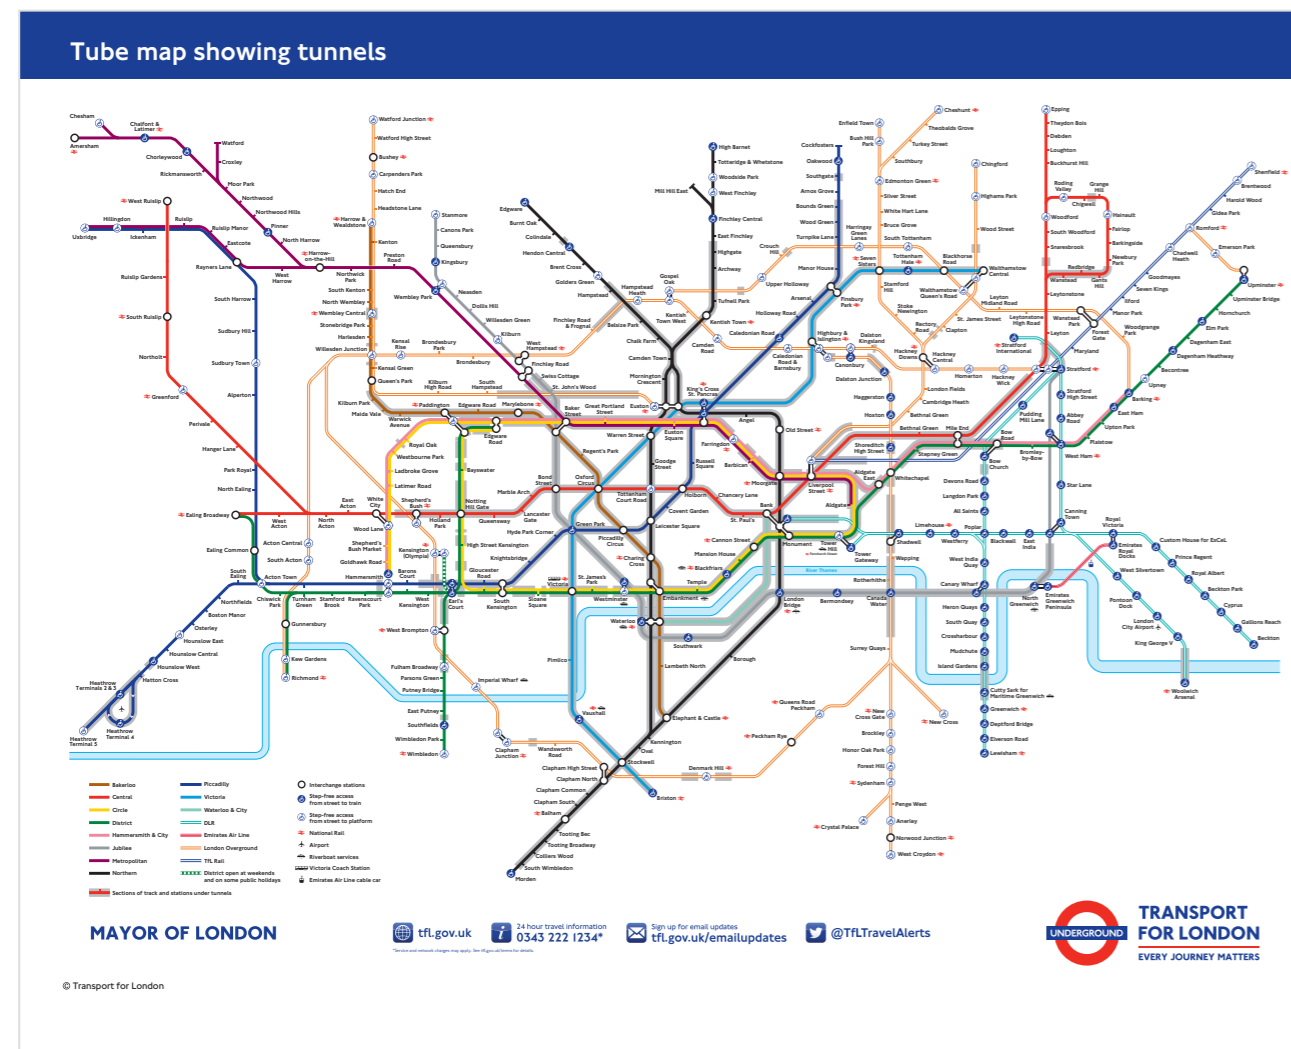 Tube map showing tunnels
Chesham
Chalfont &
Latimer
Amersham
Chorleywood
Rickmansworth
Watford
Croxley
Moor Park
Northwood
Northwood Hills
Pinner
North Harrow
Harrow-
on-the-Hill
West Ruislip
Hillingdon
Ruislip
Uxbridge
Ickenham
Ruislip Manor
Eastcote
Rayners Lane
West
Harrow
Northwick
Park
Preston
Road
Ruislip Gardens
South Ruislip
Northolt
Greenford
Perivale
Hanger Lane
South Harrow
Sudbury Hill
Sudbury Town
Alperton
Park Royal
North Ealing
Ealing Broadway
West
Acton
North
Acton
East
Acton
White
City
Ealing Common
South
Ealing
Acton Town
Northfields
Boston Manor
Osterley
Hounslow East
Hounslow Central
Hounslow West
Hatton Cross
Heathrow
Terminals 2 & 3
Heathrow
Terminal 4
Heathrow
Terminal 5
Watford Junction
Watford High Street
Bushey
Carpenders Park
Hatch End
Headstone Lane
Harrow &
Wealdstone
Kenton
South Kenton
North Wembley
Wembley Central
Stonebridge Park
Harlesden
Willesden Junction
Kensal Green
Queen's Park
Kilburn Park
Maida Vale
Warwick
Avenue
Stanmore
Canons Park
Queensbury
Kingsbury
Wembley Park
Neasden
Dollis Hill
Willesden Green
Kilburn
West
Hampstead
Finchley Road
Swiss Cottage
St. John's Wood
Kensal
Rise
Brondesbury
Park
Brondesbury
Kilburn
High Road
South
Hampstead
Edgware
Burnt Oak
Colindale
Hendon Central
Brent Cross
Golders Green
Hampstead
Finchley Road
& Frognal
Hampstead
Heath
Belsize Park
Chalk Farm
Camden Town
Mornington
Crescent
Gospel
Oak
Kentish
Town West
High Barnet
Totteridge & Whetstone
Woodside Park
West Finchley
Mill Hill East
Finchley Central
East Finchley
Highgate
Archway
Tufnell Park
Kentish Town
Camden
Road
Crouch
Hill
Upper Holloway
Cockfosters
Oakwood
Southgate
Arnos Grove
Bounds Green
Wood Green
Turnpike Lane
Manor House
Arsenal
Holloway Road
Caledonian Road
Finsbury
Park
Harringay
Green
Lanes
Seven
Sisters
South Tottenham
Tottenham
Hale
Blackhorse
Road
Walthamstow
Central
Walthamstow
Queen's Road
Enfield Town
Bush Hill
Park
Cheshunt
Theobalds Grove
Turkey Street
Southbury
Edmonton Green
Silver Street
White Hart Lane
Bruce Grove
Chingford
Highams Park
Wood Street
Stamford
Hill
Stoke
Newington
Rectory
Road
Clapton
St. James Street
Hackney
Downs
Hackney
Central
London Fields
Cambridge Heath
Bethnal Green
Highbury &
Islington
Caledonian
Road &
Barnsbury
Canonbury
Dalston
Kingsland
Dalston Junction
Haggerston
Hoxton
Shoreditch
High Street
Homerton
Hackney
Wick
Epping
Theydon Bois
Debden
Loughton
Buckhurst Hill
Roding
Valley
Grange
Hill
Chigwell
Woodford
Hainault
South Woodford
Fairlop
Snaresbrook
Barkingside
Newbury
Park
Redbridge
Wanstead
Gants
Hill
Leytonstone
Leyton
Midland Road
Leytonstone
High Road
Leyton
Wanstead
Park
Forest
Gate
Woodgrange
Park
Stratford
International
Stratford
Stratford
High Street
Abbey
Road
Pudding
Mill Lane
Shenfield
Brentwood
Harold Wood
Gidea Park
Romford
Emerson Park
Chadwell
Heath
Goodmayes
Seven Kings
Ilford
Manor Park
Maryland
Upminster
Upminster Bridge
Hornchurch
Elm Park
Dagenham East
Dagenham Heathway
Becontree
Upney
Barking
East Ham
Upton Park
Plaistow
West Ham
Bromley-
by-Bow
Bow
Road
Bow
Church
Mile End
Bethnal Green
Stepney Green
Whitechapel
Aldgate
East
Aldgate
Devons Road
Langdon Park
All Saints
Star Lane
Canning
Town
Royal
Victoria
Custom House for ExCeL
Prince Regent
Royal Albert
Beckton Park
Cyprus
Gallions Reach
Beckton
Emirates
Royal
Docks
West Silvertown
Pontoon
Dock
London
City Airport
King George V
Woolwich
Arsenal
Limehouse
Westferry
Poplar
Blackwall
East
India
Shadwell
Wapping
Rotherhithe
Canada
Water
Surrey Quays
West India
Quay
Canary Wharf
Heron Quays
South Quay
Crossharbour
Mudchute
Island Gardens
Cutty Sark for
Maritime Greenwich
Greenwich
Deptford Bridge
Elverson Road
Lewisham
North
Greenwich
Emirates
Greenwich
Peninsula
Paddington
Edgware Road
Marylebone
Baker
Street
Great Portland
Street
Euston
King's Cross
St. Pancras
Angel
Old Street
Edgware
Road
Warren Street
Euston
Square
Farringdon
Barbican
Moorgate
Liverpool
Street
Royal Oak
Westbourne Park
Ladbroke Grove
Latimer Road
Bayswater
Regent's Park
Goodge
Street
Russell
Square
Bond
Street
Oxford
Circus
Tottenham
Court Road
Holborn
Chancery Lane
St. Paul's
Bank
Marble Arch
Lancaster
Gate
Queensway
Notting
Hill Gate
Holland
Park
Shepherd's
Bush
Wood Lane
Shepherd's
Bush Market
Goldhawk Road
Hammersmith
Acton Central
South Acton
Kensington
(Olympia)
High Street Kensington
Hyde Park Corner
Knightsbridge
Green Park
Piccadilly
Circus
Covent Garden
Leicester Square
Charing
Cross
Cannon Street
Mansion House
Blackfriars
Temple
Embankment
Monument
Tower
Hill
Fenchurch Street
Tower
Gateway
River Thames
Gloucester
Road
Victoria
St. James's
Park
Westminster
Waterloo
Southwark
London
Bridge
Bermondsey
Chiswick
Park
Turnham
Green
Stamford
Brook
Ravenscourt
Park
Barons
Court
West
Kensington
Earl's
Court
South
Kensington
Sloane
Square
Gunnersbury
Kew Gardens
Richmond
West Brompton
Fulham Broadway
Parsons Green
Putney Bridge
East Putney
Southfields
Wimbledon Park
Wimbledon
Imperial Wharf
Clapham
Junction
Wandsworth
Road
Pimlico
Vauxhall
Lambeth North
Borough
Elephant & Castle
Kennington
Oval
Stockwell
Brixton
Clapham High Street
Clapham North
Clapham Common
Clapham South
Balham
Tooting Bec
Tooting Broadway
Colliers Wood
South Wimbledon
Morden
Denmark Hill
Peckham Rye
Queens Road
Peckham
New
Cross Gate
New Cross
Brockley
Honor Oak Park
Forest Hill
Sydenham
Penge West
Crystal Palace
Anerley
Norwood Junction
West Croydon
Bakerloo
Central
Circle
District
Hammersmith & City
Jubilee
Metropolitan
Northern
Sections of track and stations under tunnels
Piccadilly
Victoria
Waterloo & City
DLR
Emirates Air Line
London Overground
TfL Rail
District open at weekends
and on some public holidays
Interchange stations
Step-free access
from street to train
Step-free access
from street to platform
National Rail
Airport
Riverboat services
Victoria Coach Station
Emirates Air Line cable car
MAYOR OF LONDON
tfl.gov.uk
24 hour travel information
0343 222 1234*
Sign up for email updates
tfl.gov.uk/emailupdates
@TfLTravelAlerts
*Service and network charges may apply. See tfl.gov.uk/terms for details.
UNDERGROUND
TRANSPORT
FOR LONDON
EVERY JOURNEY MATTERS
© Transport for London